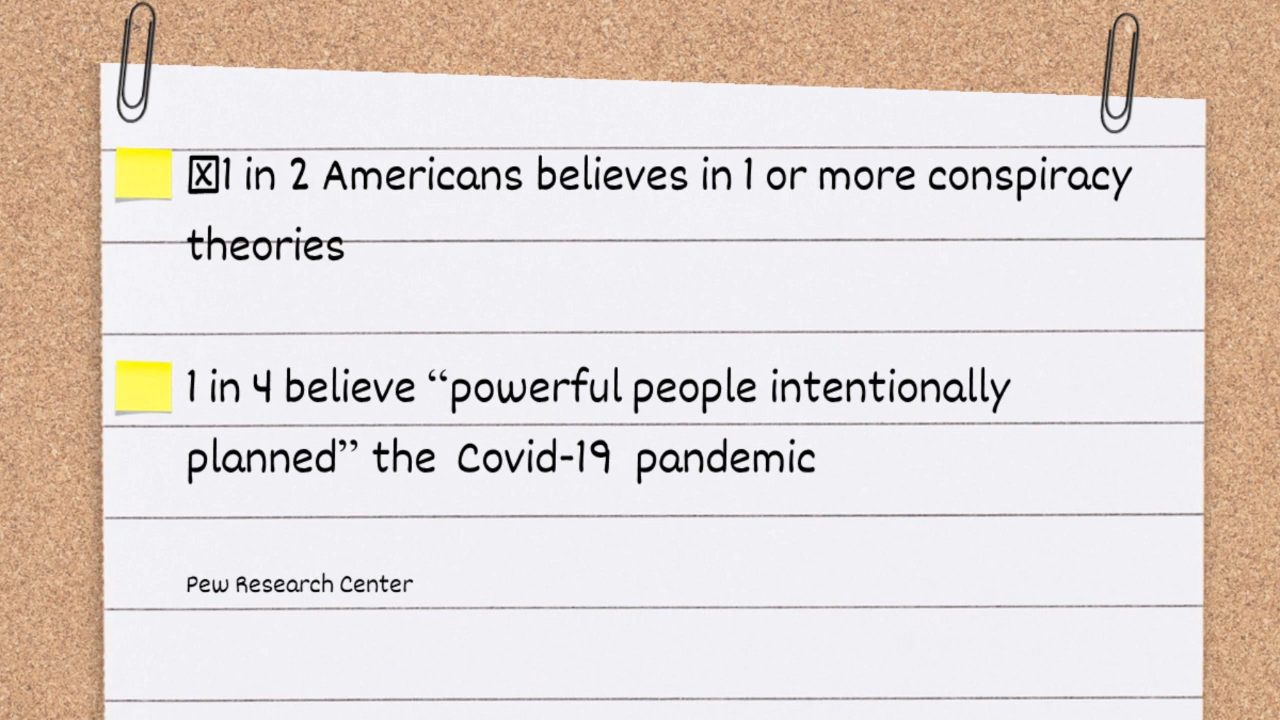 1 in 2 Americans believes in 1 or more conspiracy
theories
1 in 4 believe “powerful people intentionally
planned” the Covid-19 pandemic
Pew Research Center